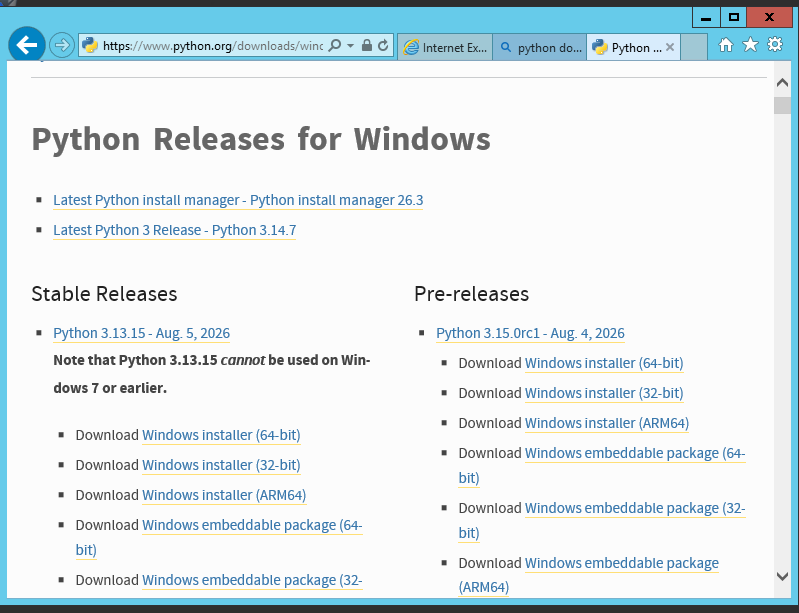 https://www.python.org/downloads/winc
Internet Ex...
python do...
Python ...
Python Releases for Windows
Latest Python install manager - Python install manager 26.3
Latest Python 3 Release - Python 3.14.7
Stable Releases
Python 3.13.15 - Aug. 5, 2026
Note that Python 3.13.15 cannot be used on Win-
dows 7 or earlier.
Download Windows installer (64-bit)
Download Windows installer (32-bit)
Download Windows installer (ARM64)
Download Windows embeddable package (64-
bit)
Download Windows embeddable package (32-
Pre-releases
Python 3.15.0rc1 - Aug. 4, 2026
Download Windows installer (64-bit)
Download Windows installer (32-bit)
Download Windows installer (ARM64)
Download Windows embeddable package (64-
bit)
Download Windows embeddable package (32-
bit)
Download Windows embeddable package
(ARM64)